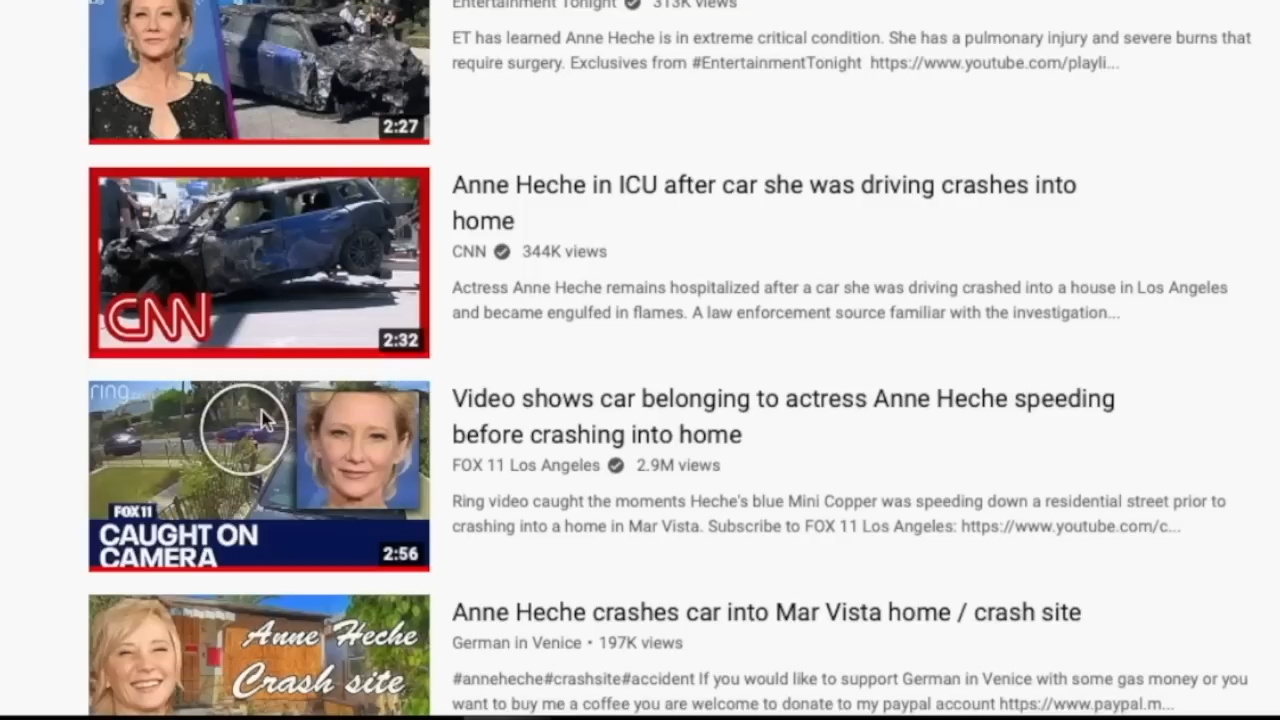 Entertainment Tonight 313K views
ET has learned Anne Heche is in extreme critical condition. She has a pulmonary injury and severe burns that
require surgery. Exclusives from #EntertainmentTonight https://www.youtube.com/playli...
2:27
Anne Heche in ICU after car she was driving crashes into
home
CNN 344K views
Actress Anne Heche remains hospitalized after a car she was driving crashed into a house in Los Angeles
and became engulfed in flames. A law enforcement source familiar with the investigation...
CNN
2:32
ring.com
Video shows car belonging to actress Anne Heche speeding
before crashing into home
FOX 11 Los Angeles 2.9M views
Ring video caught the moments Heche's blue Mini Copper was speeding down a residential street prior to
crashing into a home in Mar Vista. Subscribe to FOX 11 Los Angeles: https://www.youtube.com/c...
FOX 11
CAUGHT ON
CAMERA
2:56
Anne Heche crashes car into Mar Vista home / crash site
German in Venice • 197K views
#anneheche#crashsite#accident If you would like to support German in Venice with some gas money or you
want to buy me a coffee you are welcome to donate to my paypal account https://www.paypal.m...
Anne Heche
Crash site